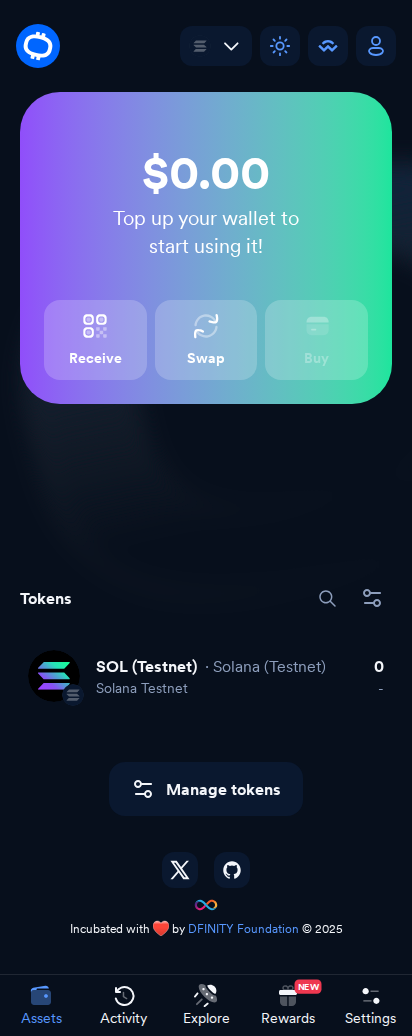 $0.00
Top up your wallet to
start using it!
Receive
Swap
Buy
Tokens
SOL (Testnet) · Solana (Testnet)
0
Solana Testnet
-
Manage tokens
Incubated with ❤️ by DFINITY Foundation © 2025
NEW
Assets
Activity
Explore
Rewards
Settings